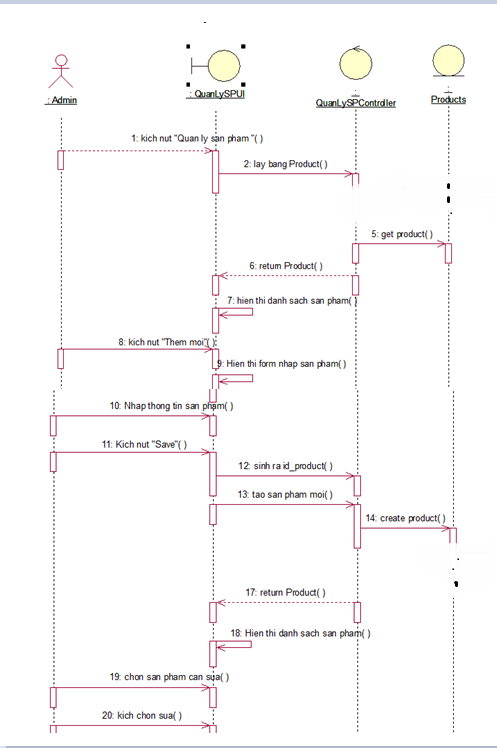 : Admin
: QuanLySPUI
QuanLySPController
Products
1: kich nut "Quan ly san pham "( )
2: lay bang Product( )
5: get product( )
6: return Product( )
7: hien thi danh sach san pham( )
8: kich nut "Them moi"( )
9: Hien thi form nhap san pham( )
10: Nhap thong tin san pham( )
11: Kich nut "Save"( )
12: sinh ra id_product( )
13: tao san pham moi( )
14: create product( )
17: return Product( )
18: Hien thi danh sach san pham( )
19: chon san pham can sua( )
20: kich chon sua( )